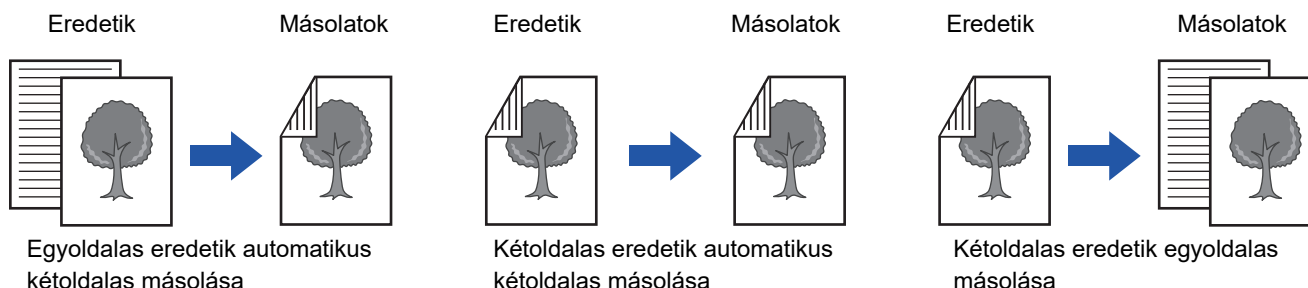 Eredetik Másolatok
Egyoldalas eredetik automatikus
kétoldalas másolása
Eredetik Másolatok
Kétoldalas eredetik automatikus
kétoldalas másolása
Eredetik Másolatok
Kétoldalas eredetik egyoldalas
másolása